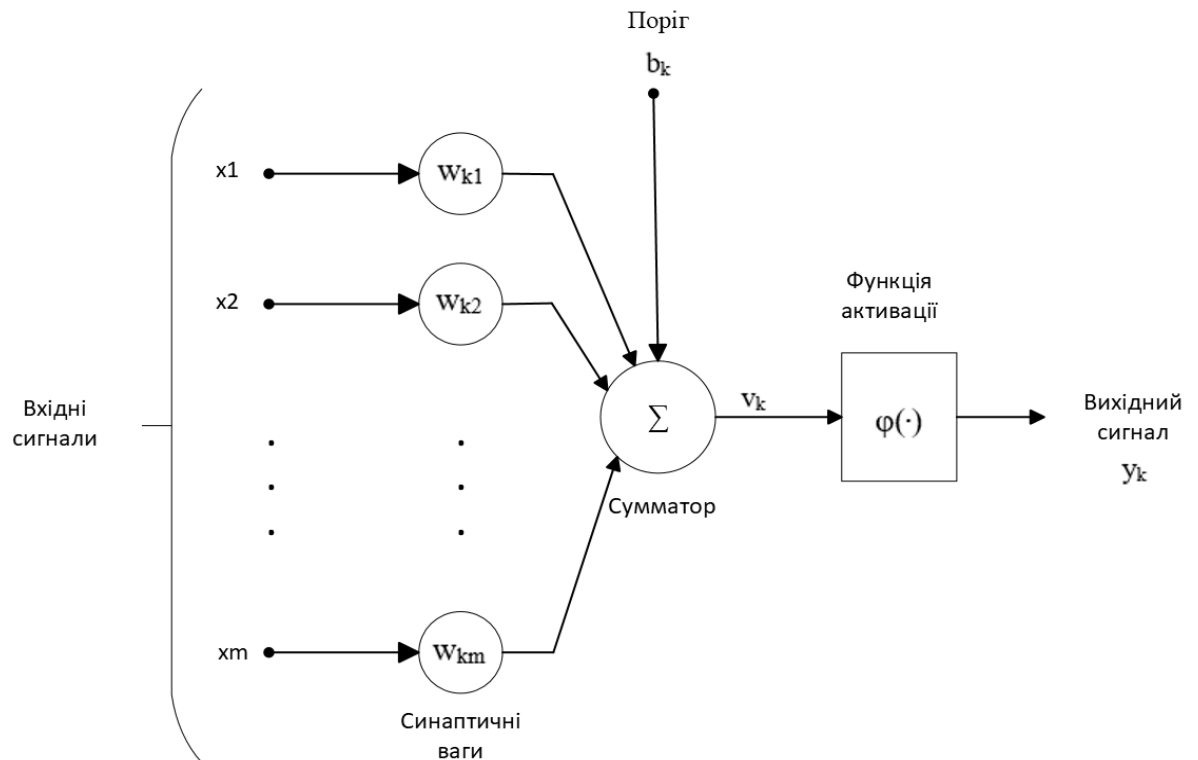 Поріг
bₖ
x1
wₖ₁
x2
wₖ₂
Функція
активації
Вхідні
сигнали
Σ
vₖ
φ(·)
Вихідний
сигнал
yₖ
Сумматор
xm
wₖₘ
Синаптичні
ваги